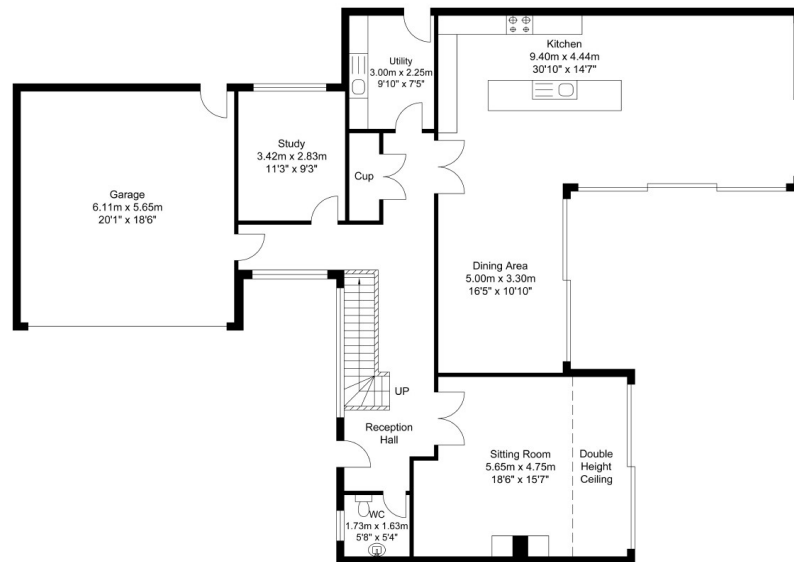 Kitchen
9.40m x 4.44m
30'10" x 14'7"
Utility
3.00m x 2.25m
9'10" x 7'5"
Study
3.42m x 2.83m
11'3" x 9'3"
Cup
Garage
6.11m x 5.65m
20'1" x 18'6"
Dining Area
5.00m x 3.30m
16'5" x 10'10"
UP
Reception
Hall
Sitting Room
5.65m x 4.75m
18'6" x 15'7"
Double
Height
Ceiling
WC
1.73m x 1.63m
5'8" x 5'4"